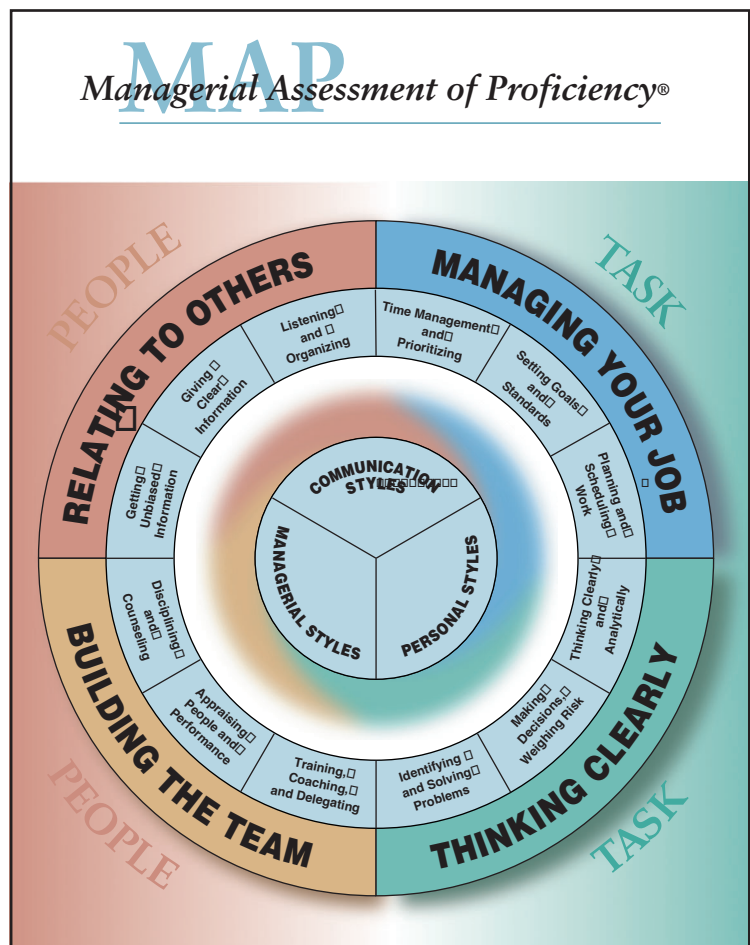 MAP
Managerial Assessment of Proficiency®
PEOPLE
TASK
RELATING TO OTHERS
MANAGING YOUR JOB
Listening
and
Organizing
Time Management
and
Prioritizing
Giving
Clear
Information
Setting Goals
and
Standards
Getting
Unbiased
Information
Planning and
Scheduling
Work
COMMUNICATION
STYLES
MANAGERIAL STYLES
PERSONAL STYLES
Disciplining
and
Counseling
Thinking Clearly
and
Analytically
Appraising
People and
Performance
Making
Decisions,
Weighing Risk
Training,
Coaching,
and Delegating
Identifying
and Solving
Problems
BUILDING THE TEAM
THINKING CLEARLY
PEOPLE
TASK